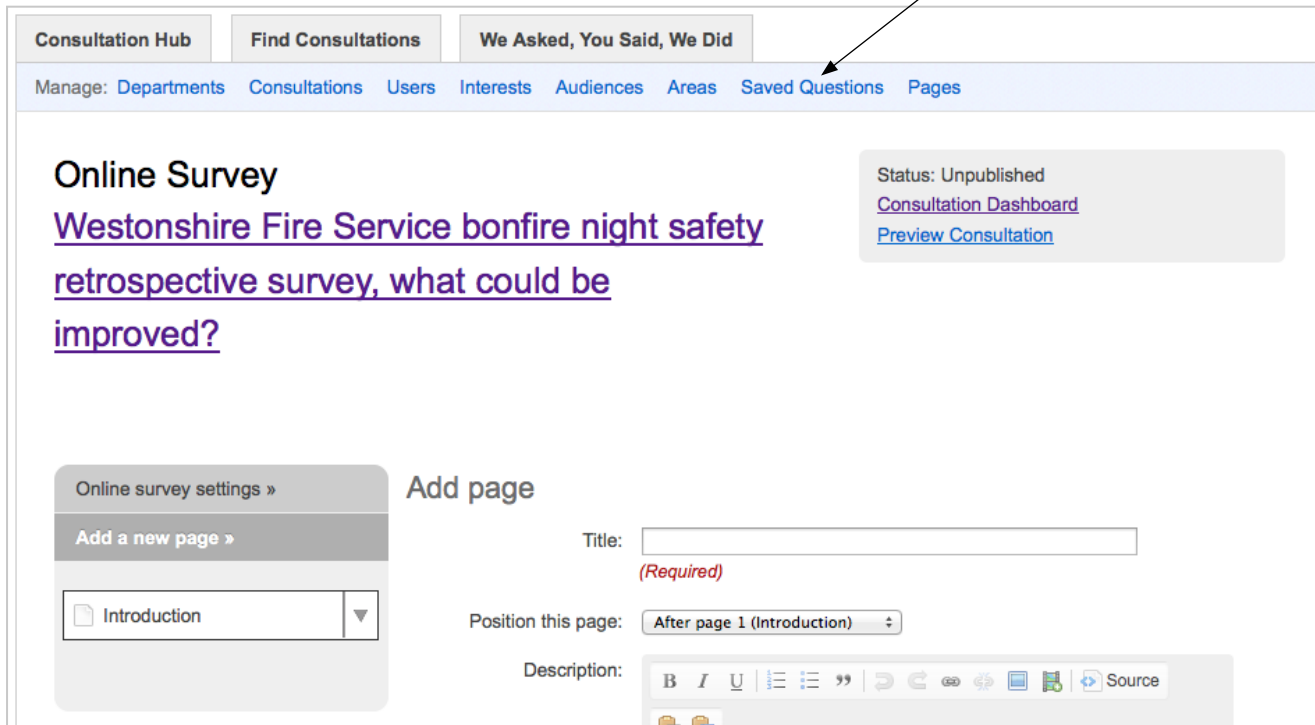 Consultation Hub Find Consultations We Asked, You Said, We Did
Manage: Departments Consultations Users Interests Audiences Areas Saved Questions Pages
Online Survey
Westonshire Fire Service bonfire night safety
retrospective survey, what could be
improved?
Status: Unpublished
Consultation Dashboard
Preview Consultation
Online survey settings »
Add a new page »
Introduction
Add page
Title:
(Required)
Position this page: After page 1 (Introduction)
Description:
B I U Source